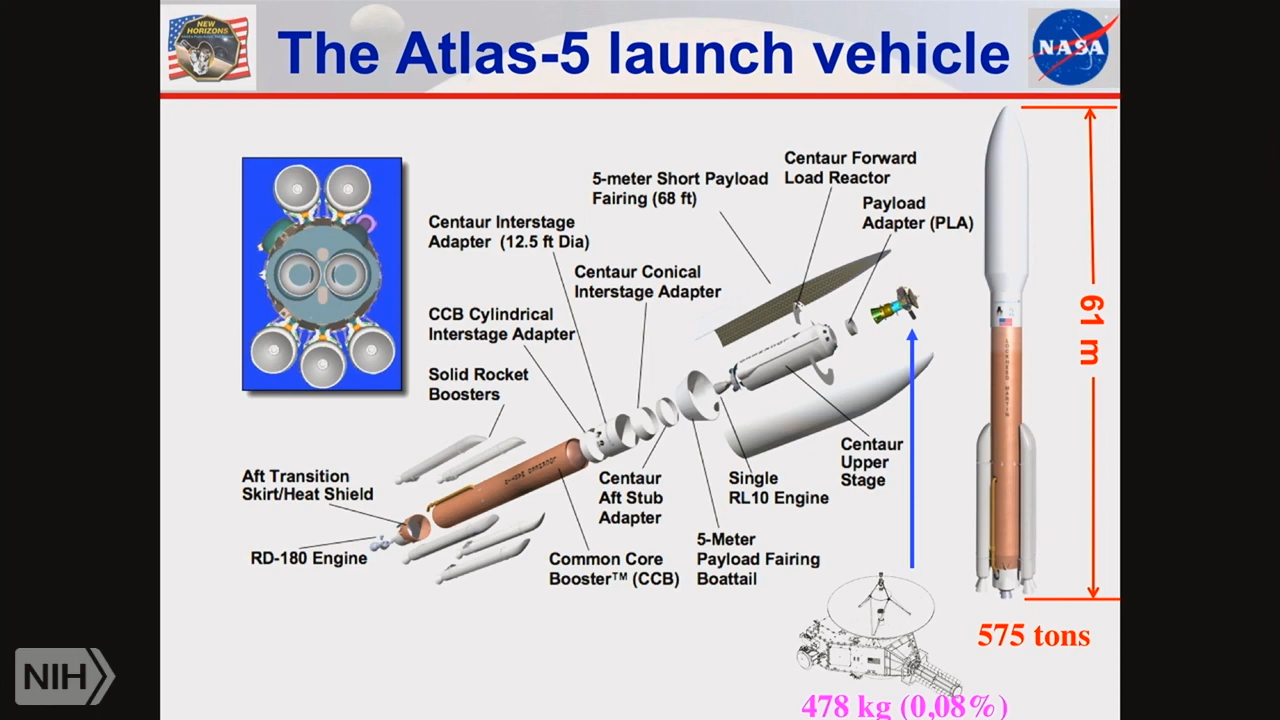 NEW
HORIZONS
The Atlas-5 launch vehicle
NASA
Centaur Forward
Load Reactor
5-meter Short Payload
Fairing (68 ft)
Payload
Adapter (PLA)
Centaur Interstage
Adapter (12.5 ft Dia)
Centaur Conical
Interstage Adapter
CCB Cylindrical
Interstage Adapter
61 m
LOCKHEED MARTIN
Solid Rocket
Boosters
Centaur
Upper
Stage
Aft Transition
Skirt/Heat Shield
Centaur
Aft Stub
Adapter
Single
RL10 Engine
RD-180 Engine
Common Core
Booster™ (CCB)
5-Meter
Payload Fairing
Boattail
575 tons
NIH
478 kg (0,08%)